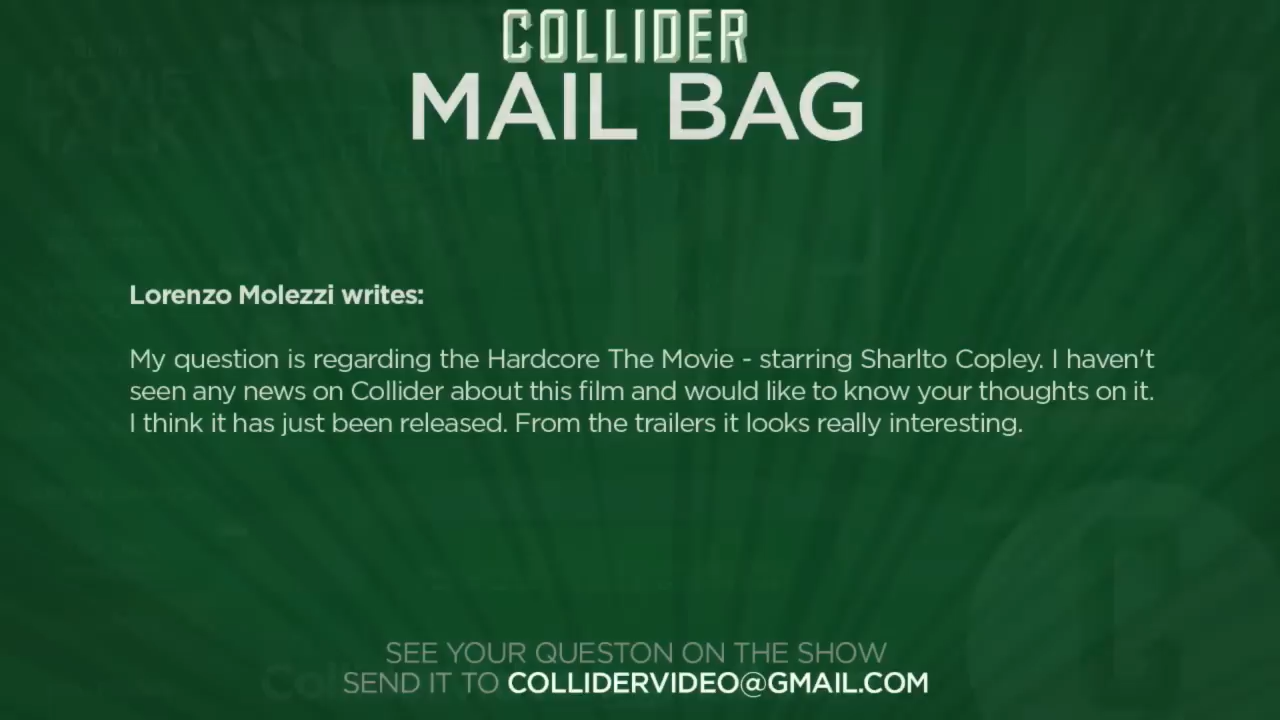 COLLIDER
MAIL BAG
Lorenzo Molezzi writes:
My question is regarding the Hardcore The Movie - starring Sharlto Copley. I haven't
seen any news on Collider about this film and would like to know your thoughts on it.
I think it has just been released. From the trailers it looks really interesting.
SEE YOUR QUESTON ON THE SHOW
SEND IT TO COLLIDERVIDEO@GMAIL.COM